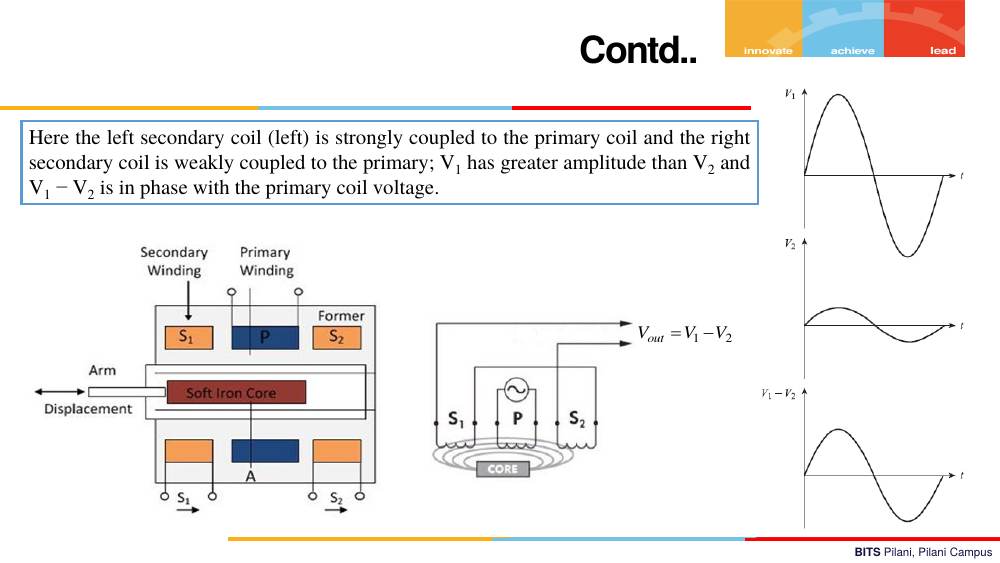 Contd..
innovate achieve lead
Here the left secondary coil (left) is strongly coupled to the primary coil and the right
secondary coil is weakly coupled to the primary; V1 has greater amplitude than V2 and
V1 − V2 is in phase with the primary coil voltage.
Secondary
Winding
Primary
Winding
Former
S1
P
S2
Arm
Soft Iron Core
Displacement
A
S1
S2
Vout = V1 − V2
S1
P
S2
CORE
V1
t
V2
t
V1 − V2
t
BITS Pilani, Pilani Campus